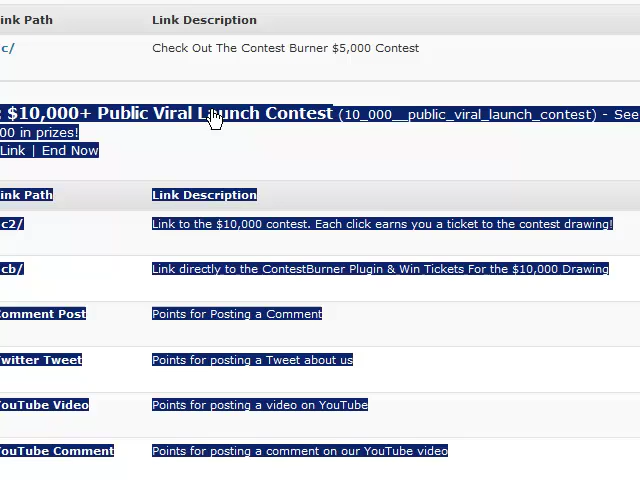 ink Path Link Description
c/ Check Out The Contest Burner $5,000 Contest
: $10,000+ Public Viral Launch Contest (10_000__public_viral_launch_contest) - See
00 in prizes!
Link | End Now
ink Path Link Description
c2/ Link to the $10,000 contest. Each click earns you a ticket to the contest drawing!
cb/ Link directly to the ContestBurner Plugin & Win Tickets For the $10,000 Drawing
omment Post Points for Posting a Comment
witter Tweet Points for posting a Tweet about us
ouTube Video Points for posting a video on YouTube
ouTube Comment Points for posting a comment on our YouTube video